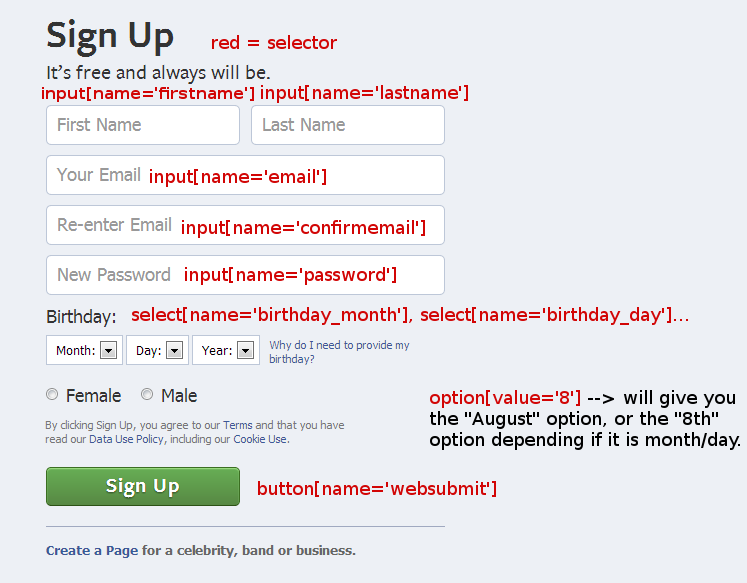 Sign Up
red = selector
It's free and always will be.
input[name='firstname'] input[name='lastname']
First Name
Last Name
Your Email input[name='email']
Re-enter Email input[name='confirmemail']
New Password input[name='password']
Birthday: select[name='birthday_month'], select[name='birthday_day']...
Month: Day: Year:
Why do I need to provide my
birthday?
Female Male
option[value='8'] --> will give you
the "August" option, or the "8th"
option depending if it is month/day.
By clicking Sign Up, you agree to our Terms and that you have
read our Data Use Policy, including our Cookie Use.
Sign Up
button[name='websubmit']
Create a Page for a celebrity, band or business.